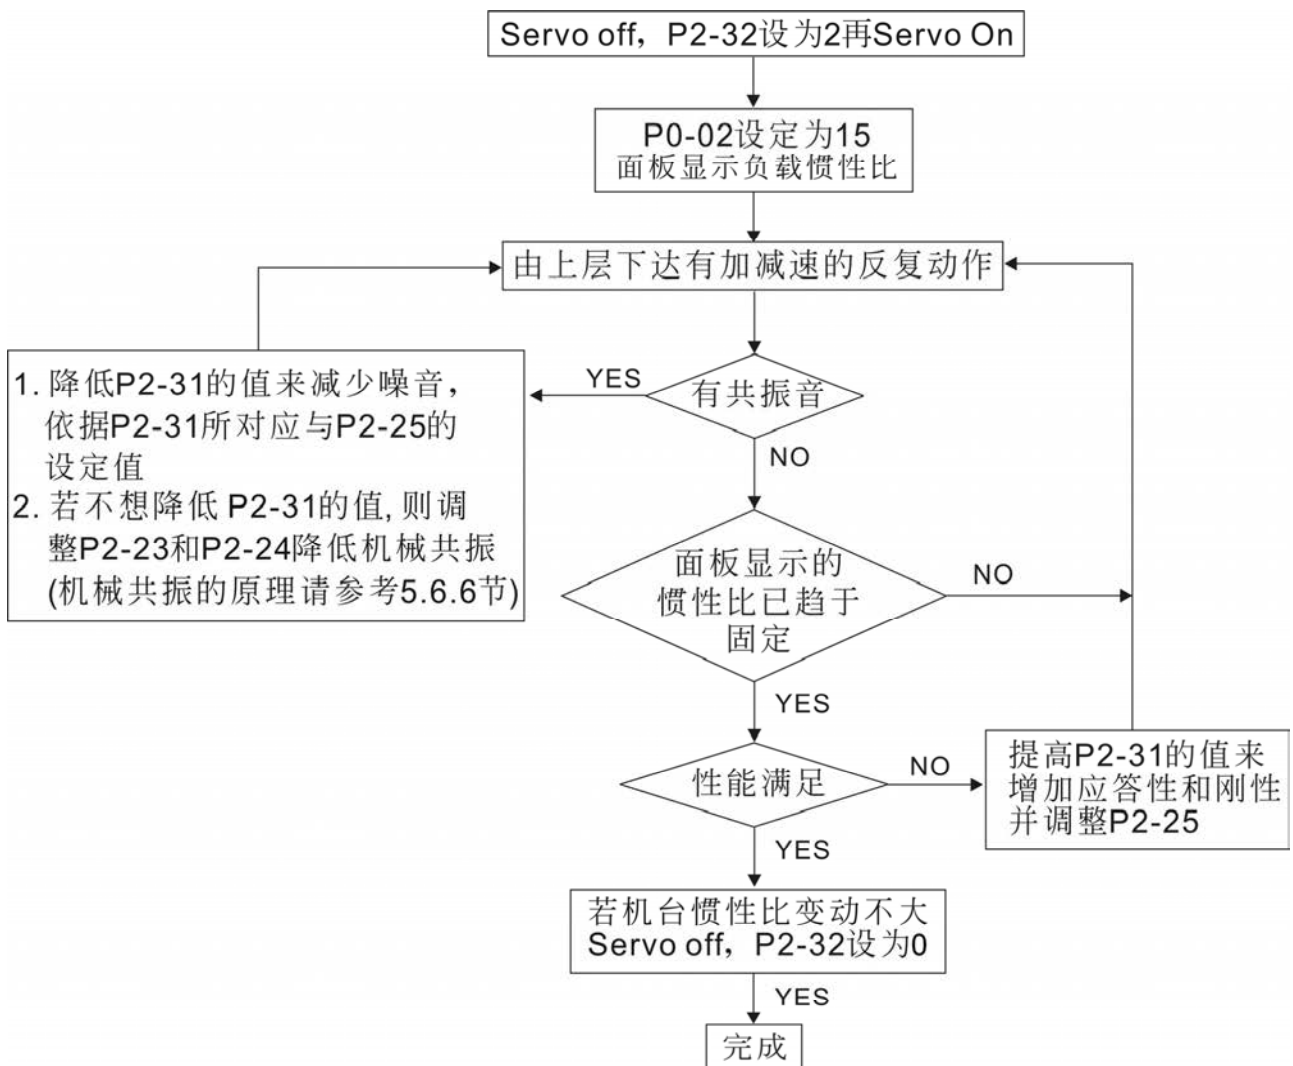 Servo off，P2-32设为2再Servo On
P0-02设定为15
面板显示负载惯性比
由上层下达有加减速的反复动作
有共振音
YES
1. 降低P2-31的值来减少噪音，
依据P2-31所对应与P2-25的
设定值
2. 若不想降低 P2-31的值, 则调
整P2-23和P2-24降低机械共振
(机械共振的原理请参考5.6.6节)
NO
面板显示的
惯性比已趋于
固定
NO
YES
性能满足
NO
提高P2-31的值来
增加应答性和刚性
并调整P2-25
YES
若机台惯性比变动不大
Servo off，P2-32设为0
YES
完成